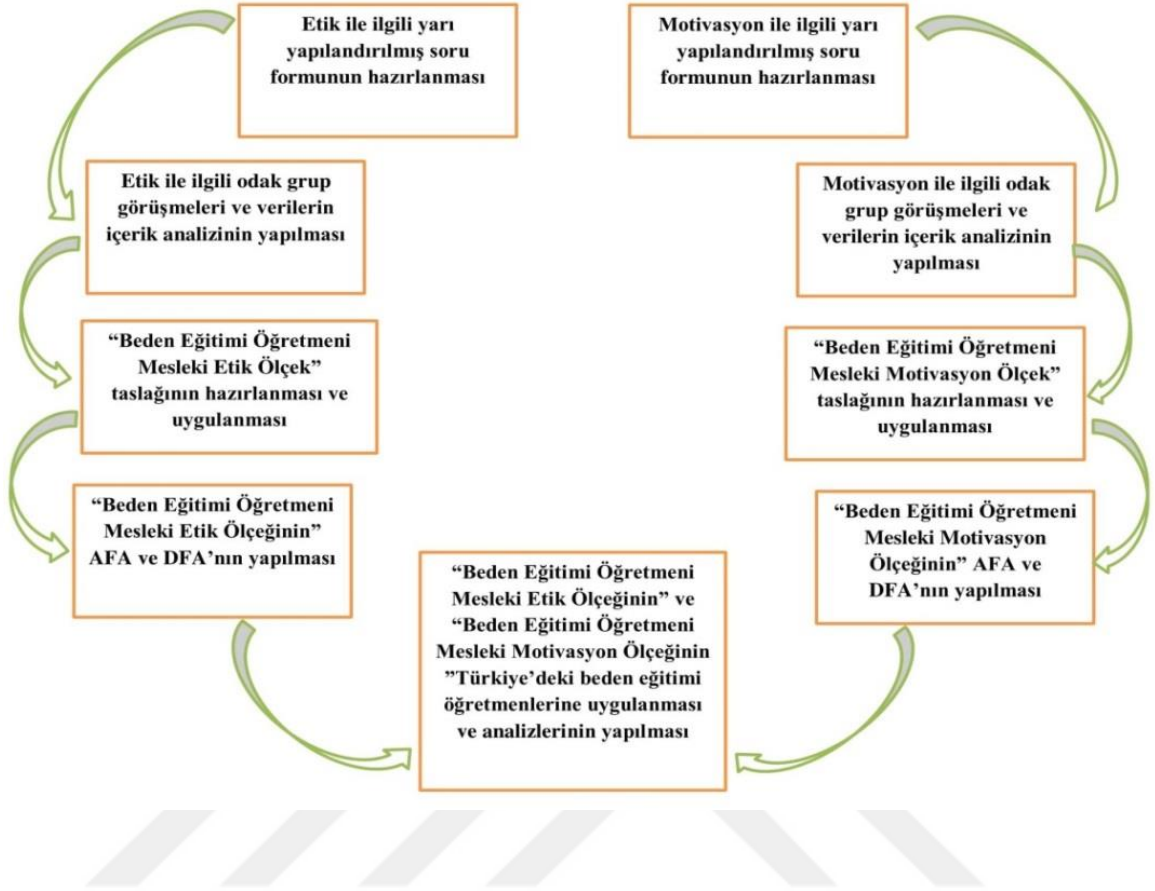 Etik ile ilgili yarı
yapılandırılmış soru
formunun hazırlanması
Motivasyon ile ilgili yarı
yapılandırılmış soru
formunun hazırlanması
Etik ile ilgili odak grup
görüşmeleri ve verilerin
içerik analizinin yapılması
Motivasyon ile ilgili odak
grup görüşmeleri ve
verilerin içerik analizinin
yapılması
“Beden Eğitimi Öğretmeni
Mesleki Etik Ölçek”
taslağının hazırlanması ve
uygulanması
“Beden Eğitimi Öğretmeni
Mesleki Motivasyon Ölçek”
taslağının hazırlanması ve
uygulanması
“Beden Eğitimi Öğretmeni
Mesleki Etik Ölçeğinin”
AFA ve DFA’nın yapılması
“Beden Eğitimi Öğretmeni
Mesleki Motivasyon
Ölçeğinin” AFA ve
DFA’nın yapılması
“Beden Eğitimi Öğretmeni
Mesleki Etik Ölçeğinin” ve
“Beden Eğitimi Öğretmeni
Mesleki Motivasyon Ölçeğinin
”Türkiye’deki beden eğitimi
öğretmenlerine uygulanması
ve analizlerinin yapılması